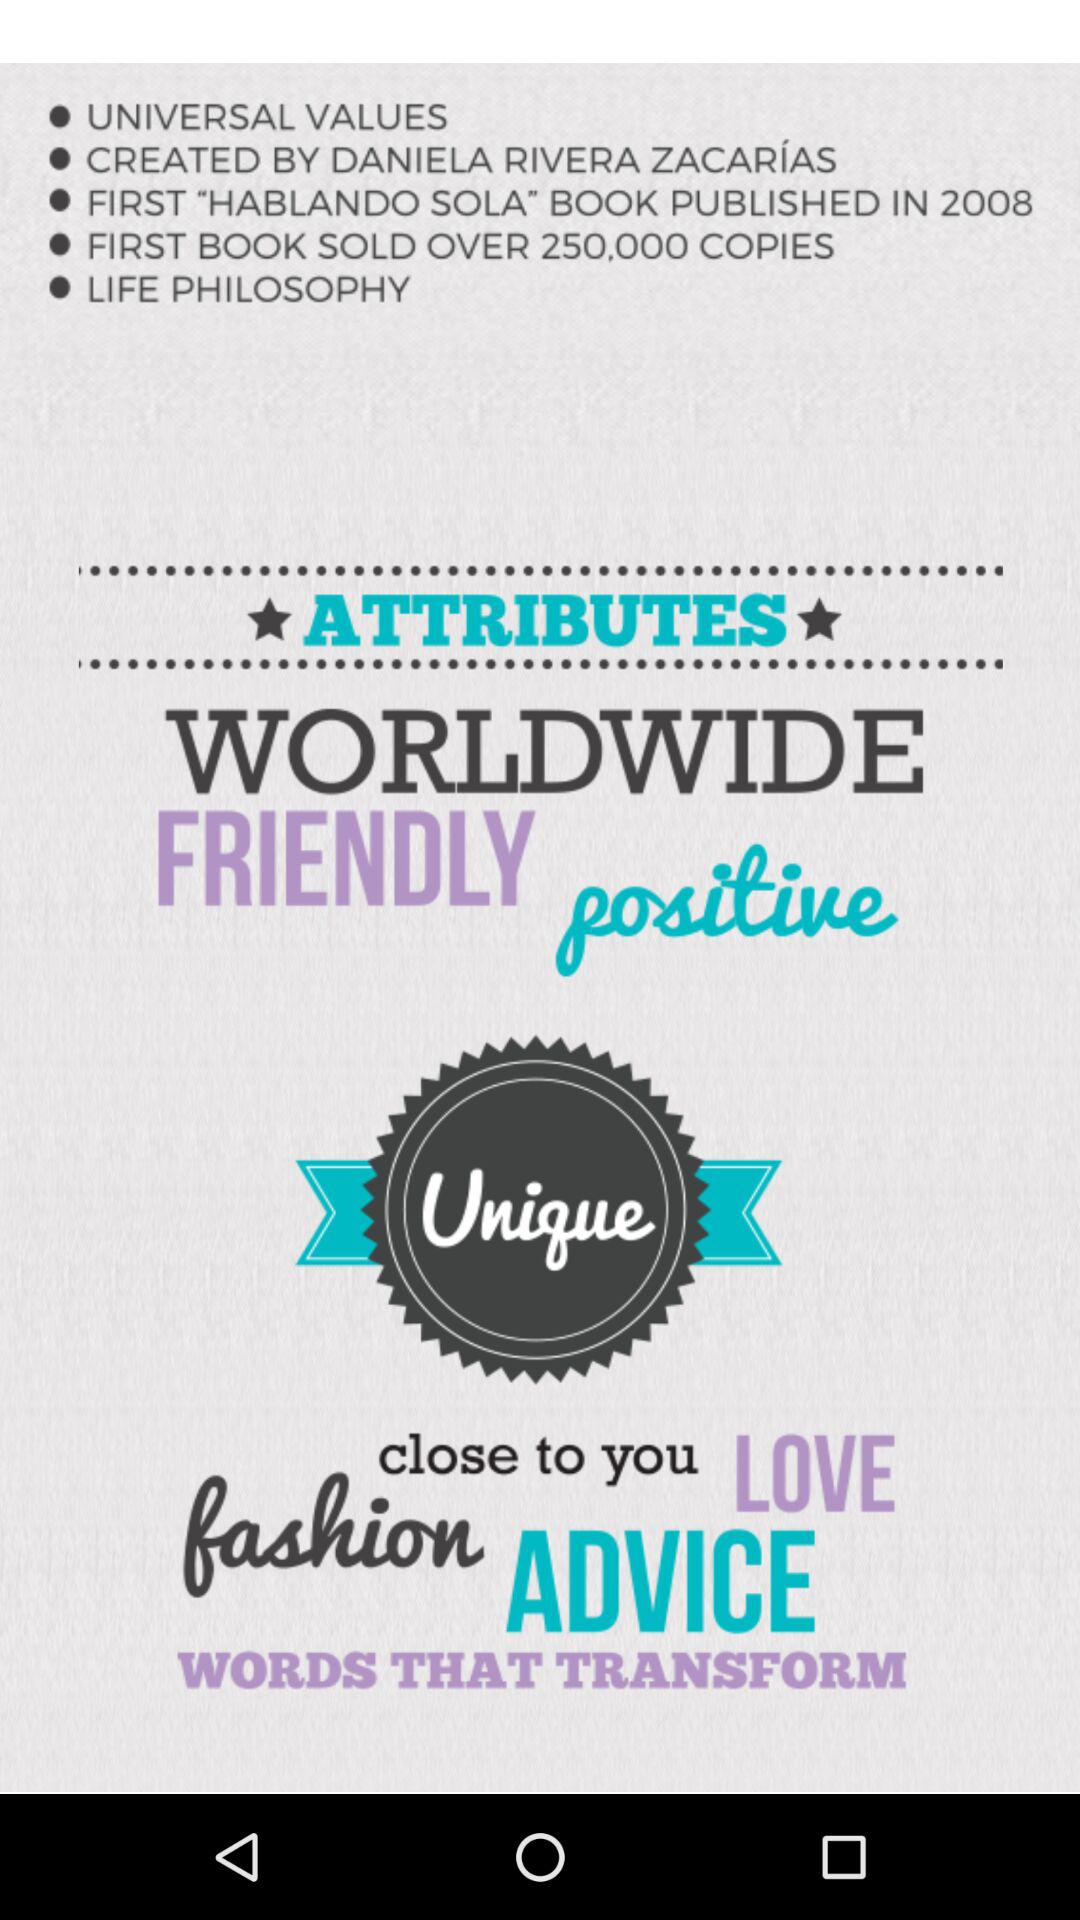 UNIVERSAL VALUES
CREATED BY DANIELA RIVERA ZACARÍAS
FIRST “HABLANDO SOLA” BOOK PUBLISHED IN 2008
FIRST BOOK SOLD OVER 250,000 COPIES
LIFE PHILOSOPHY
ATTRIBUTES
WORLDWIDE
FRIENDLY
positive
Unique
close to you
LOVE
fashion
ADVICE
WORDS THAT TRANSFORM